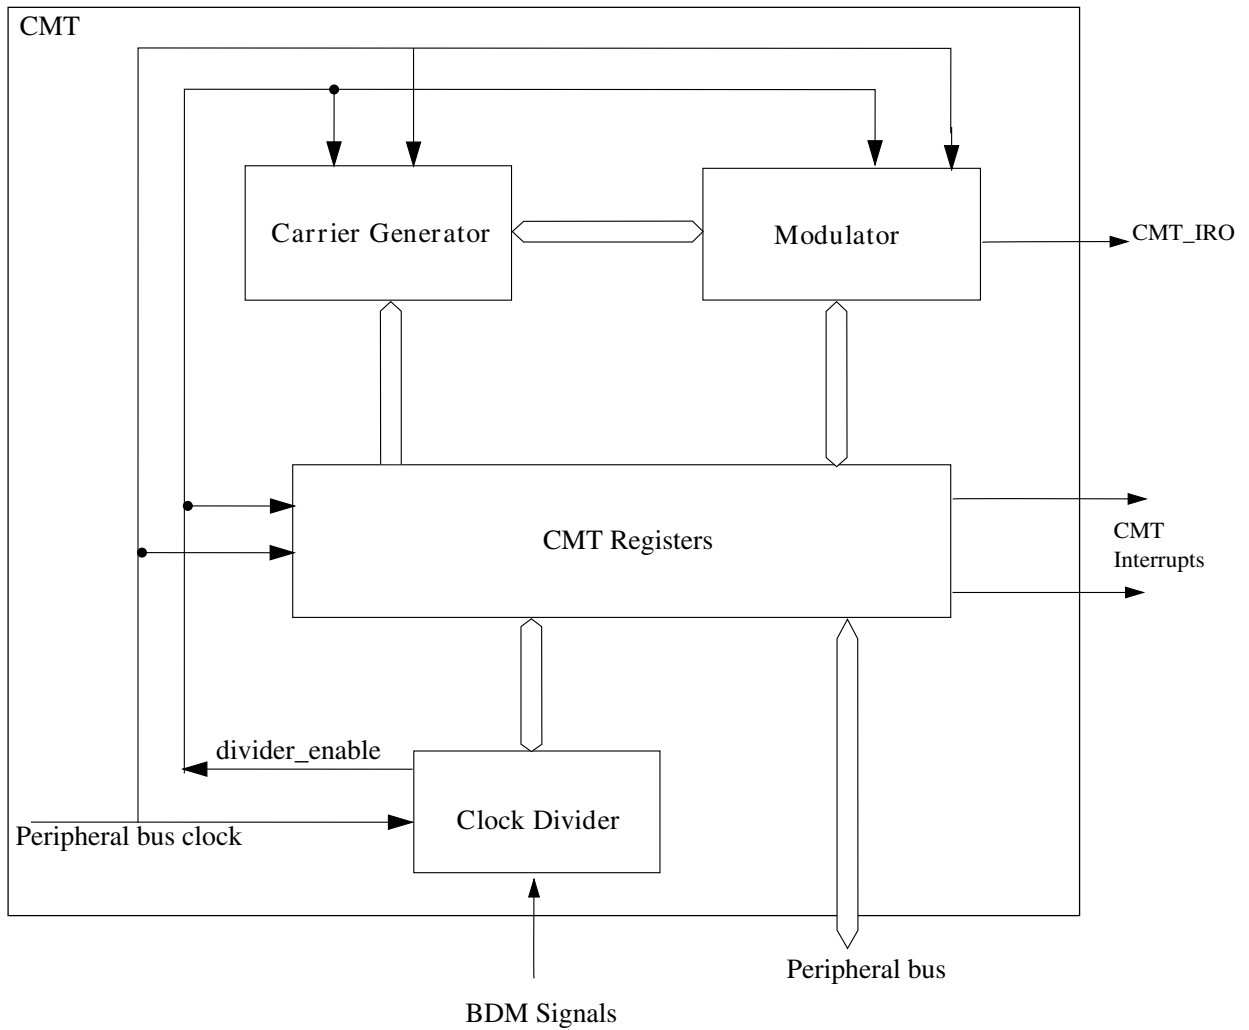 CMT
Carrier Generator
Modulator
CMT_IRO
CMT Registers
CMT
Interrupts
divider_enable
Clock Divider
Peripheral bus clock
Peripheral bus
BDM Signals